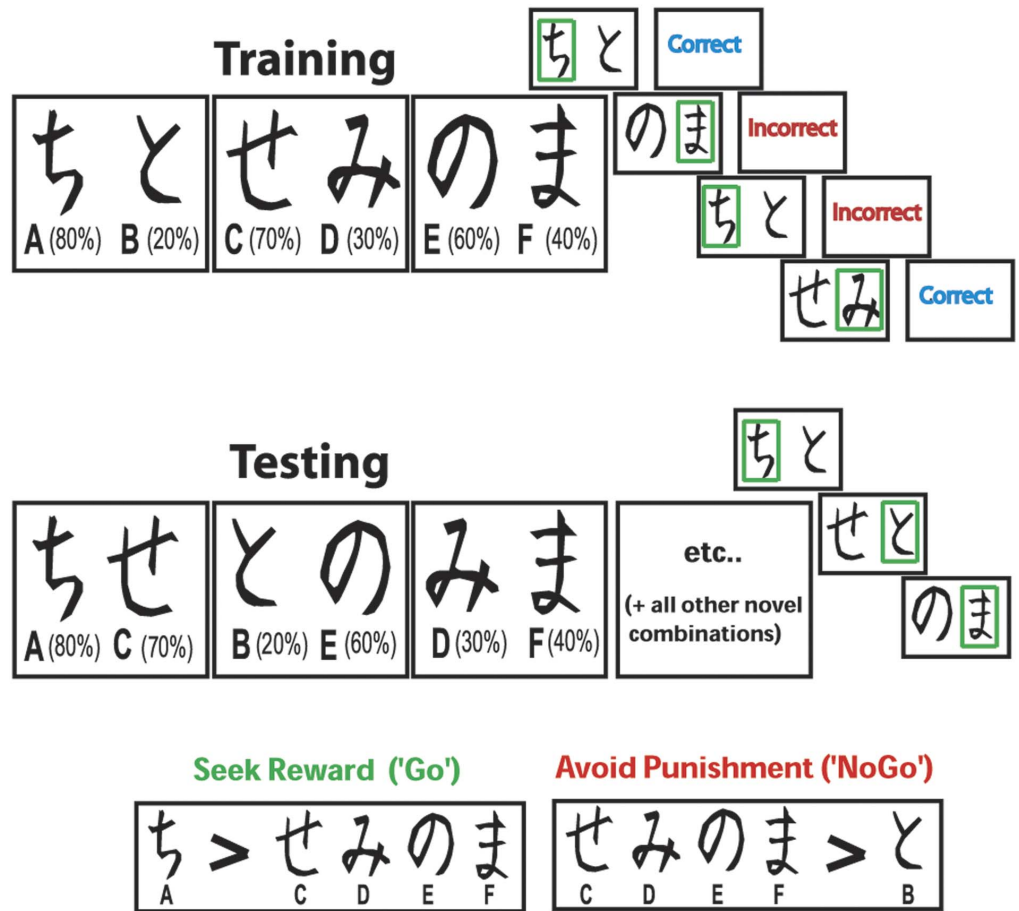 Training
ち と
A (80%) B (20%)
せ み
C (70%) D (30%)
の ま
E (60%) F (40%)
ち と
Correct
の ま
Incorrect
ち と
Incorrect
せ み
Correct
Testing
ち せ
A (80%) C (70%)
と の
B (20%) E (60%)
み ま
D (30%) F (40%)
etc..
(+ all other novel
combinations)
ち と
せ と
の ま
Seek Reward ('Go')
ち > せ み の ま
A C D E F
Avoid Punishment ('NoGo')
せ み の ま > と
C D E F B